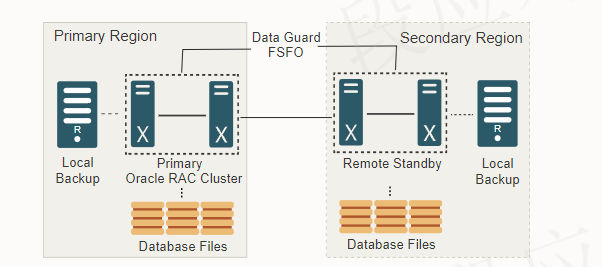 Primary Region
Data Guard
FSFO
Secondary Region
R
X
X
X
X
R
Local
Backup
Primary
Oracle RAC Cluster
Remote Standby
Local
Backup
Database Files
Database Files